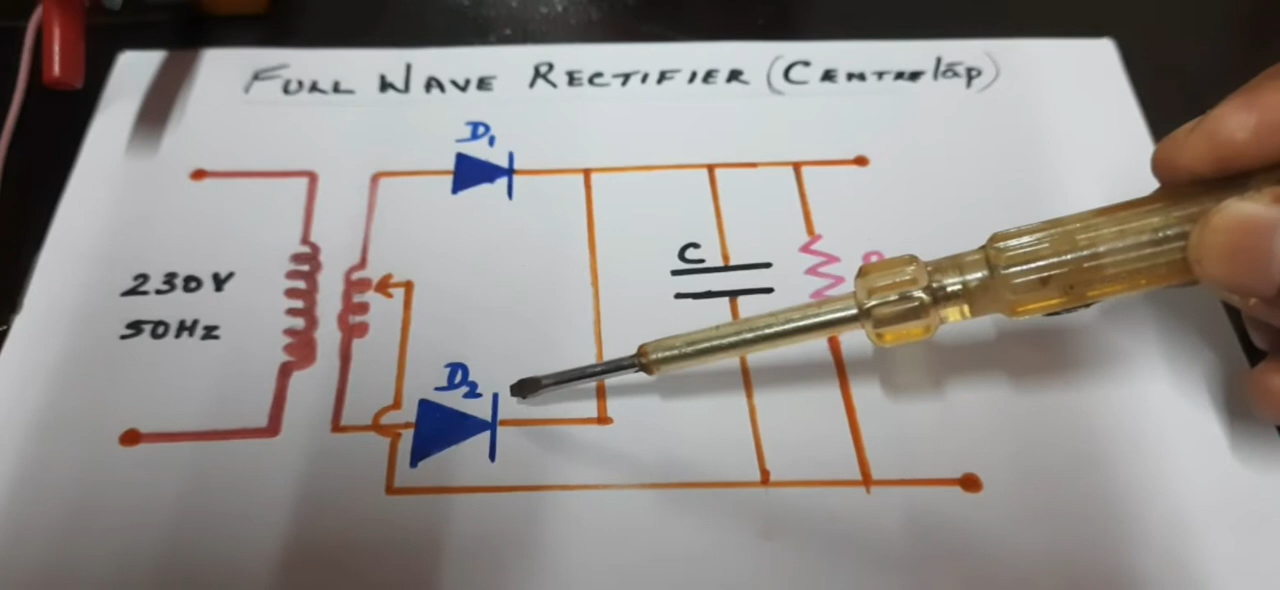 FULL WAVE RECTIFIER (CENTRE tap)
D1
230V
50Hz
C
D2